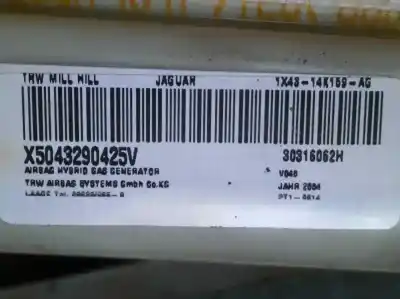 TRW MILL HILL JAGUAR 1X43-14K159-AG
X5043290425V 30316062H
AIRBAG HYBRID GAS GENERATOR V046
TRW AIRBAG SYSTEMS GmbH Co.KG JAHR 2004